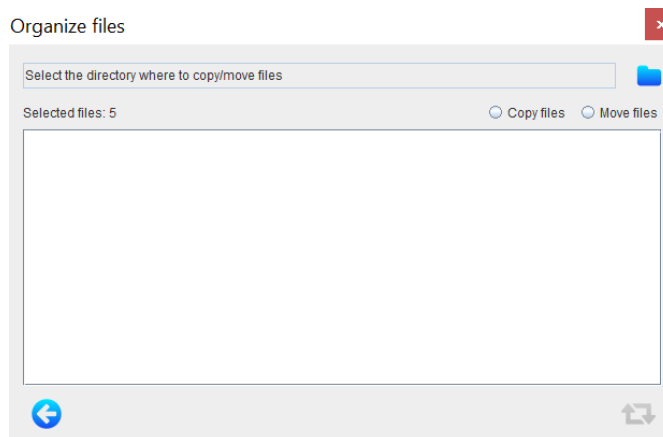 Organize files
Select the directory where to copy/move files
Selected files: 5
Copy files
Move files